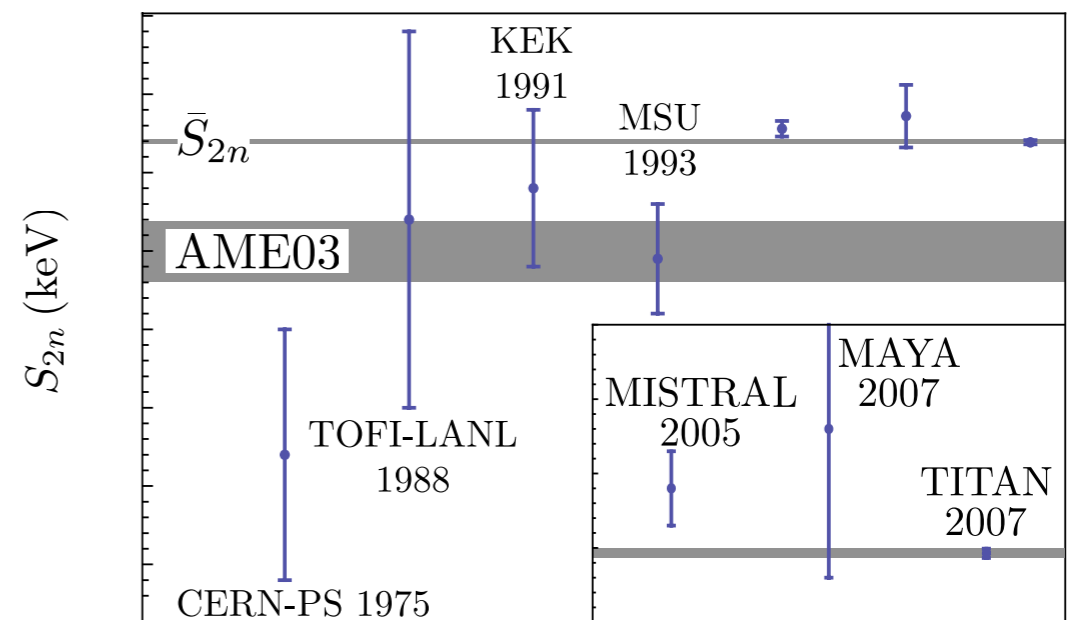 KEK
1991
MSU
1993
S̄₂ₙ
AME03
S₂ₙ (keV)
TOFI-LANL
1988
CERN-PS 1975
MISTRAL
2005
MAYA
2007
TITAN
2007